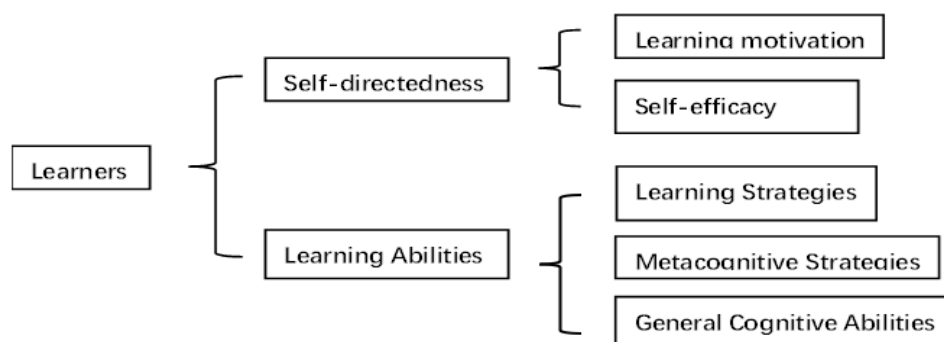 Learning motivation
Self-directedness
Self-efficacy
Learners
Learning Strategies
Learning Abilities
Metacognitive Strategies
General Cognitive Abilities